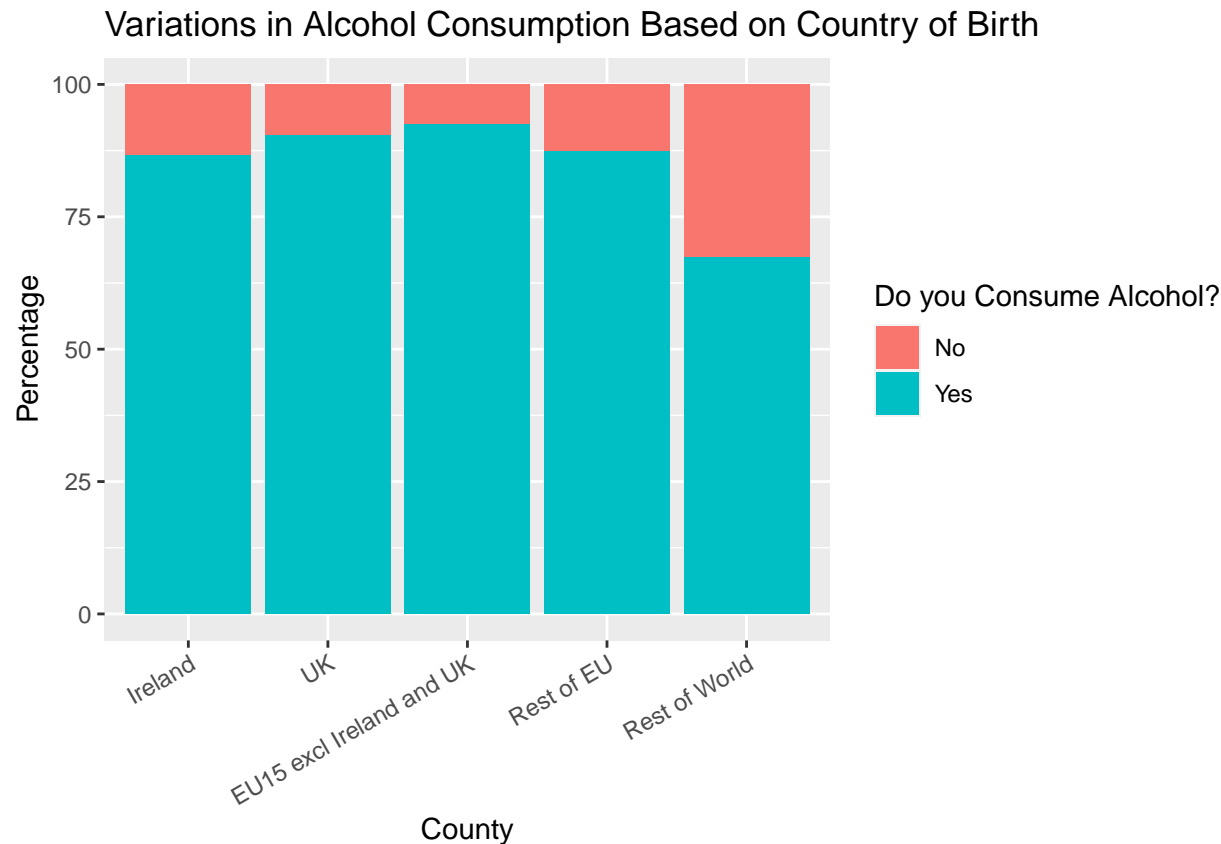 Variations in Alcohol Consumption Based on Country of Birth
100
75
50
25
0
Percentage
Ireland
UK
EU15 excl Ireland and UK
Rest of EU
Rest of World
County
Do you Consume Alcohol?
No
Yes